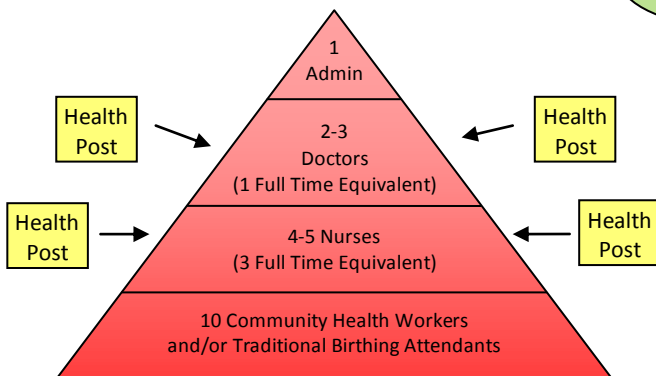 1
Admin
Health
Post
Health
Post
2-3
Doctors
(1 Full Time Equivalent)
Health
Post
Health
Post
4-5 Nurses
(3 Full Time Equivalent)
10 Community Health Workers
and/or Traditional Birthing Attendants